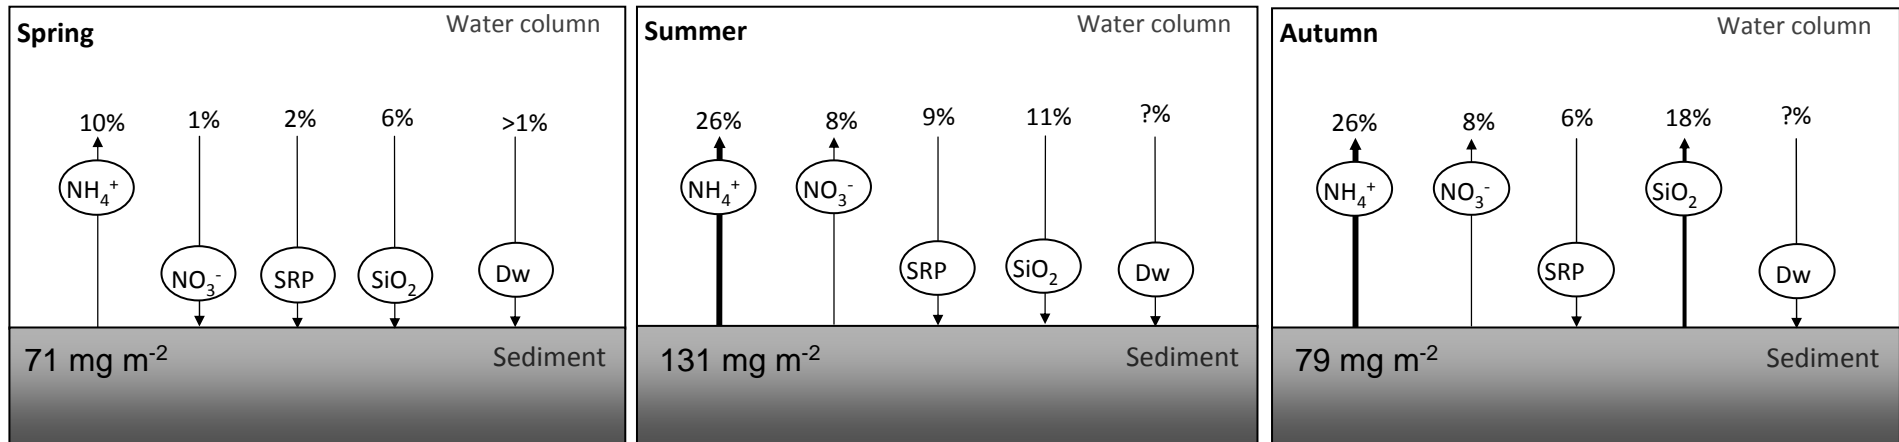 Spring
Water column
10%
1%
2%
6%
>1%
NH₄⁺
NO₃⁻
SRP
SiO₂
Dw
71 mg m⁻²
Sediment
Summer
Water column
26%
8%
9%
11%
?%
NH₄⁺
NO₃⁻
SRP
SiO₂
Dw
131 mg m⁻²
Sediment
Autumn
Water column
26%
8%
6%
18%
?%
NH₄⁺
NO₃⁻
SiO₂
SRP
Dw
79 mg m⁻²
Sediment